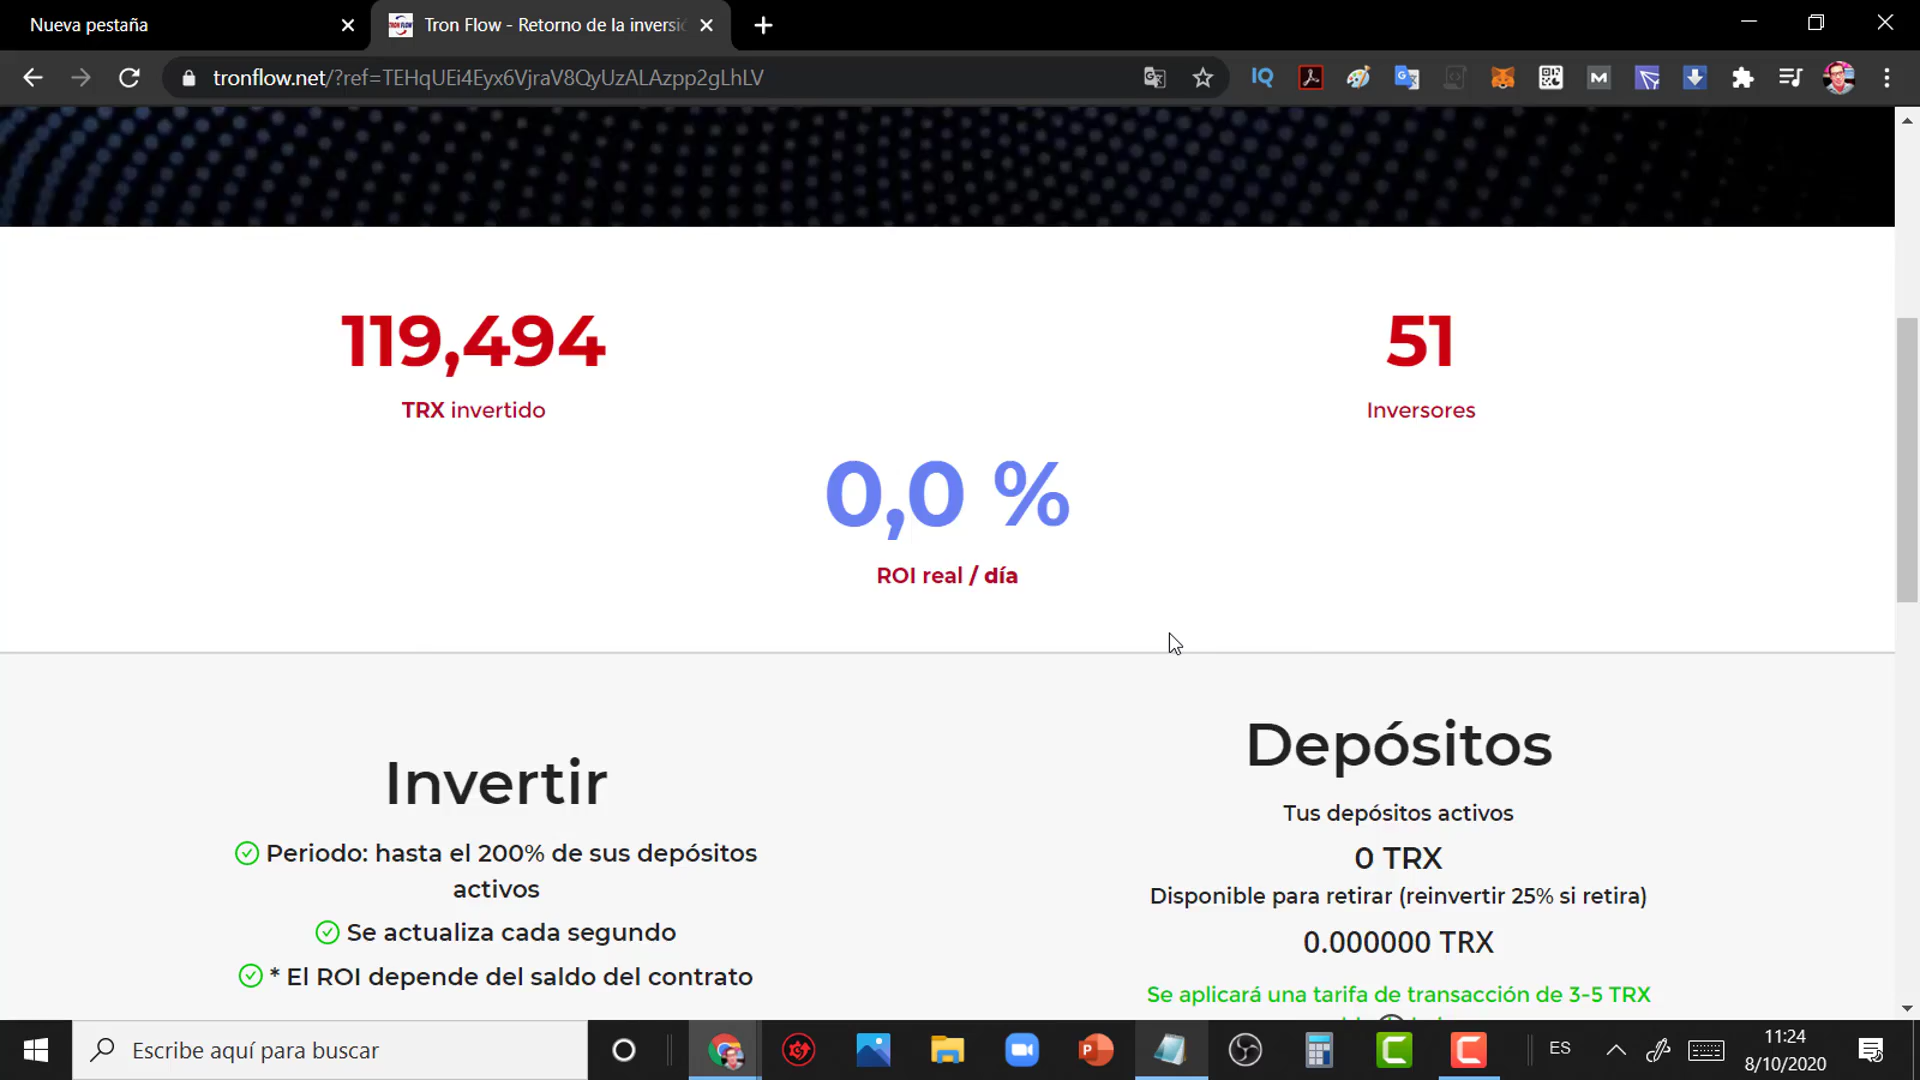 Nueva pestaña
Tron Flow - Retorno de la inversi
tronflow.net/?ref=TEHqUEi4Eyx6VjraV8QyUzALAzpp2gLhLV
119,494
TRX invertido
51
Inversores
0,0 %
ROI real / día
Invertir
Periodo: hasta el 200% de sus depósitos
activos
Se actualiza cada segundo
* El ROI depende del saldo del contrato
Depósitos
Tus depósitos activos
0 TRX
Disponible para retirar (reinvertir 25% si retira)
0.000000 TRX
Se aplicará una tarifa de transacción de 3-5 TRX
Escribe aquí para buscar
ES
11:24
8/10/2020